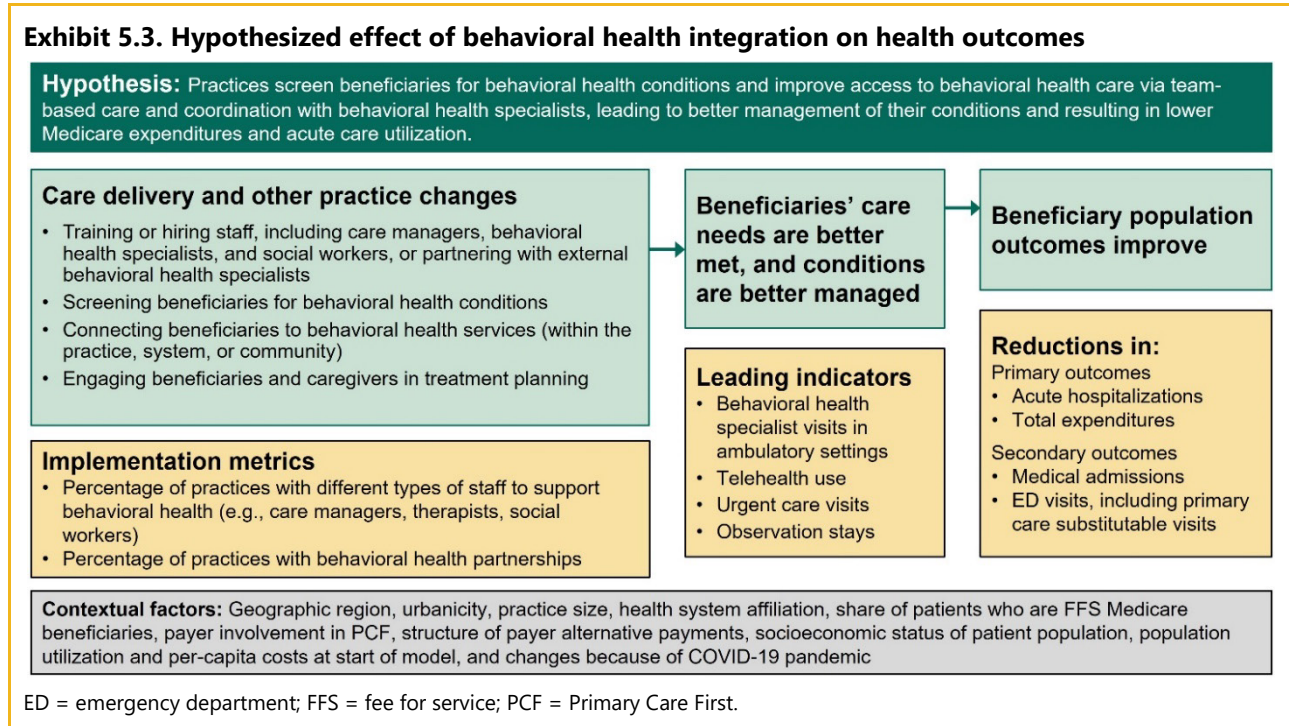 Exhibit 5.3. Hypothesized effect of behavioral health integration on health outcomes
Hypothesis: Practices screen beneficiaries for behavioral health conditions and improve access to behavioral health care via team-
based care and coordination with behavioral health specialists, leading to better management of their conditions and resulting in lower
Medicare expenditures and acute care utilization.
Care delivery and other practice changes
• Training or hiring staff, including care managers, behavioral
health specialists, and social workers, or partnering with external
behavioral health specialists
• Screening beneficiaries for behavioral health conditions
• Connecting beneficiaries to behavioral health services (within the
practice, system, or community)
• Engaging beneficiaries and caregivers in treatment planning
Implementation metrics
• Percentage of practices with different types of staff to support
behavioral health (e.g., care managers, therapists, social
workers)
• Percentage of practices with behavioral health partnerships
Beneficiaries' care
needs are better
met, and conditions
are better managed
Leading indicators
• Behavioral health
specialist visits in
ambulatory settings
• Telehealth use
• Urgent care visits
• Observation stays
Beneficiary population
outcomes improve
Reductions in:
Primary outcomes
• Acute hospitalizations
• Total expenditures
Secondary outcomes
• Medical admissions
• ED visits, including primary
care substitutable visits
Contextual factors: Geographic region, urbanicity, practice size, health system affiliation, share of patients who are FFS Medicare
beneficiaries, payer involvement in PCF, structure of payer alternative payments, socioeconomic status of patient population, population
utilization and per-capita costs at start of model, and changes because of COVID-19 pandemic
ED = emergency department; FFS = fee for service; PCF = Primary Care First.